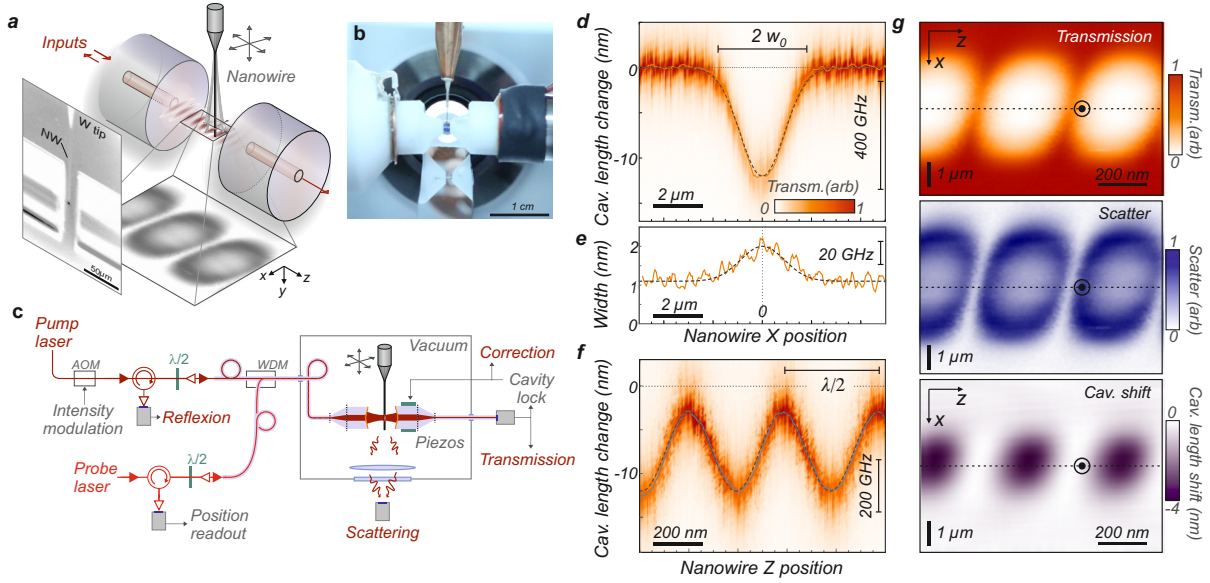 a
Inputs
Nanowire
W tip
NW
50µm
x
y
z
b
1 cm
c
Pump
laser
AOM
Intensity
modulation
λ/2
Reflexion
WDM
Vacuum
Correction
Cavity
lock
Piezos
Transmission
Probe
laser
λ/2
Position
readout
Scattering
d
Cav. length change (nm)
0
-10
2 w0
400 GHz
2 µm
Transm.(arb)
0
1
e
Width (nm)
2
1
0
20 GHz
2 µm
0
Nanowire X position
f
Cav. length change (nm)
0
-10
λ/2
200 GHz
200 nm
Nanowire Z position
g
z
x
Transmission
1 µm
200 nm
1
0
Transm.(arb)
Scatter
1 µm
1
0
Scatter (arb)
z
x
Cav. shift
1 µm
200 nm
0
-4
Cav. length
shift (nm)